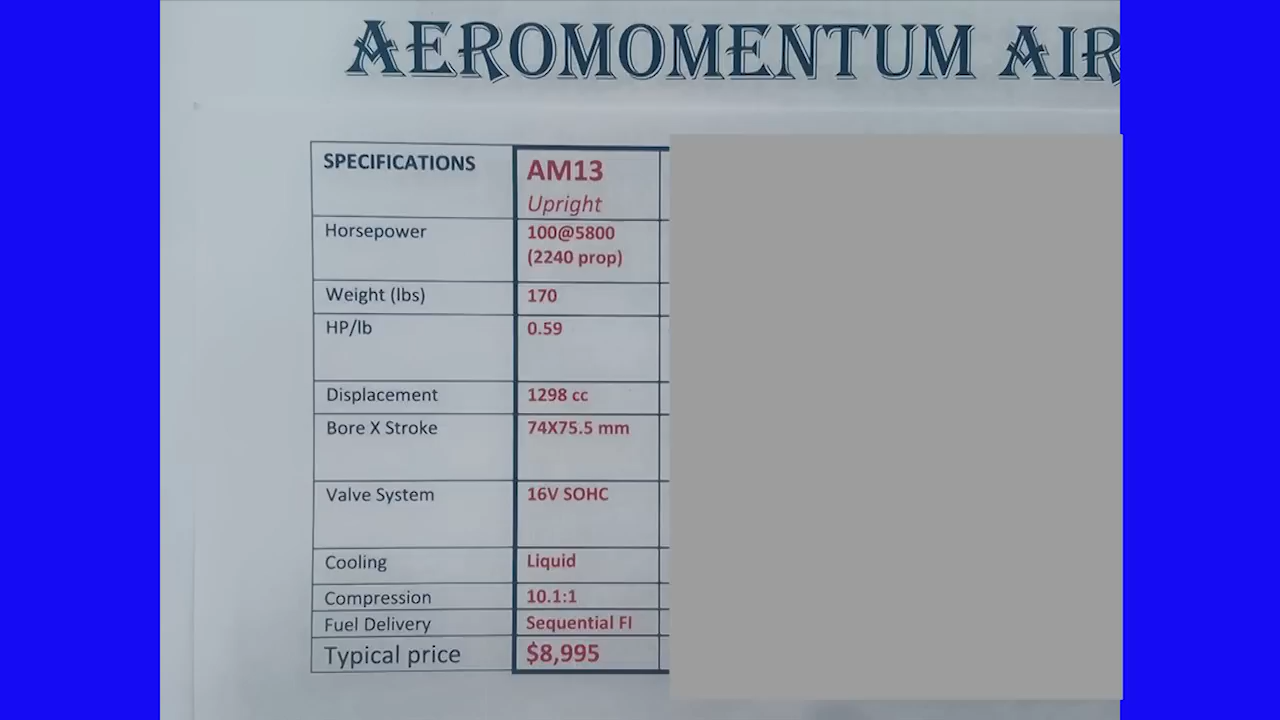 AEROMOMENTUM AIR
SPECIFICATIONS AM13
Upright
Horsepower 100@5800
(2240 prop)
Weight (lbs) 170
HP/lb 0.59
Displacement 1298 cc
Bore X Stroke 74X75.5 mm
Valve System 16V SOHC
Cooling Liquid
Compression 10.1:1
Fuel Delivery Sequential FI
Typical price $8,995